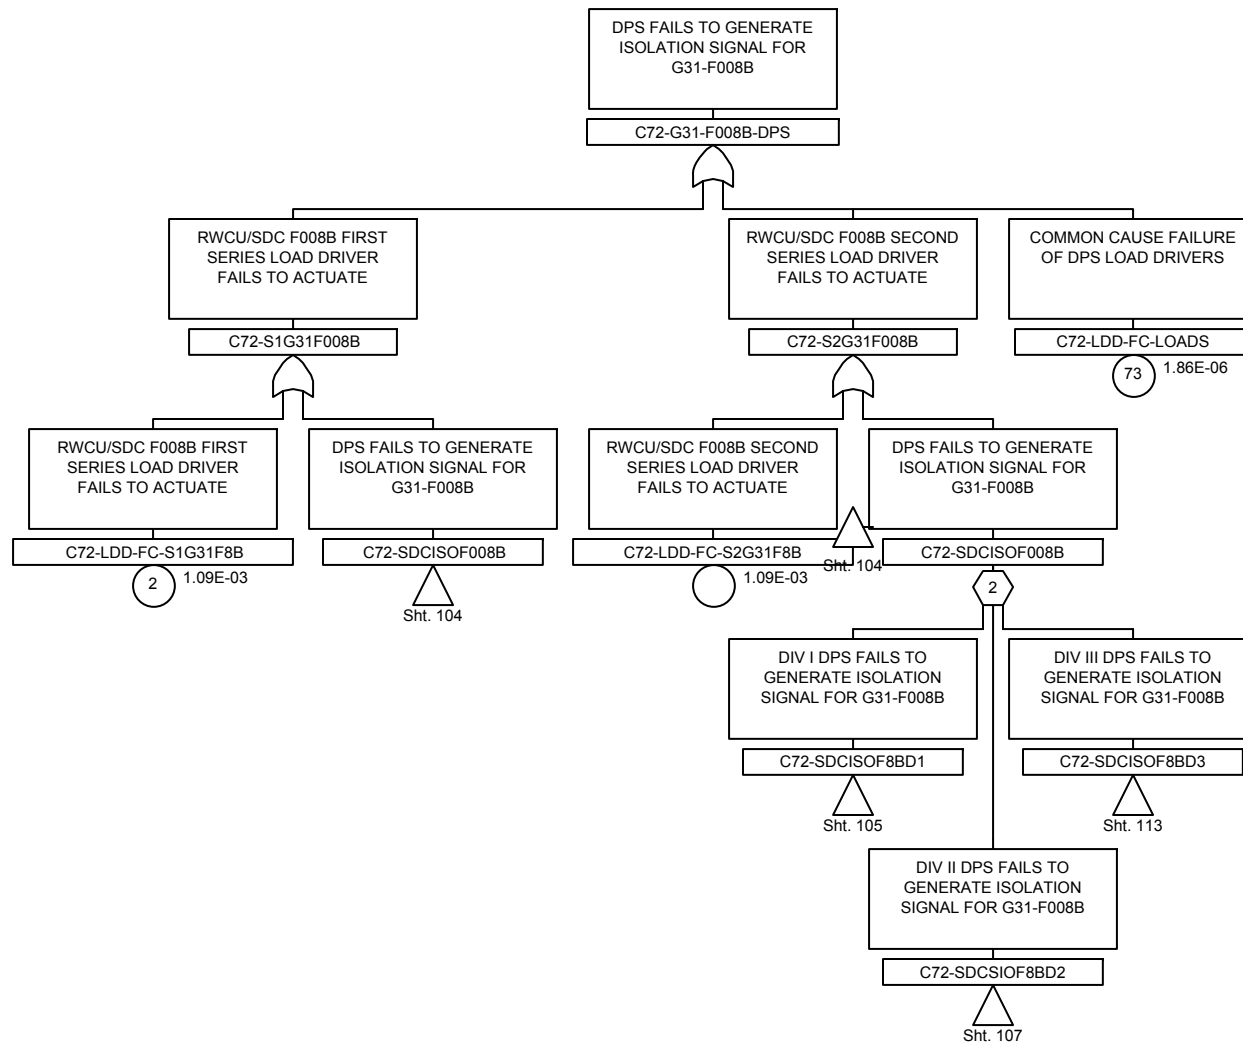 DPS FAILS TO GENERATE
ISOLATION SIGNAL FOR
G31-F008B
C72-G31-F008B-DPS
RWCU/SDC F008B FIRST
SERIES LOAD DRIVER
FAILS TO ACTUATE
C72-S1G31F008B
RWCU/SDC F008B SECOND
SERIES LOAD DRIVER
FAILS TO ACTUATE
C72-S2G31F008B
COMMON CAUSE FAILURE
OF DPS LOAD DRIVERS
C72-LDD-FC-LOADS
73
1.86E-06
RWCU/SDC F008B FIRST
SERIES LOAD DRIVER
FAILS TO ACTUATE
C72-LDD-FC-S1G31F8B
2
1.09E-03
DPS FAILS TO GENERATE
ISOLATION SIGNAL FOR
G31-F008B
C72-SDCISOF008B
Sht. 104
RWCU/SDC F008B SECOND
SERIES LOAD DRIVER
FAILS TO ACTUATE
C72-LDD-FC-S2G31F8B
1.09E-03
Sht. 104
DPS FAILS TO GENERATE
ISOLATION SIGNAL FOR
G31-F008B
C72-SDCISOF008B
2
DIV I DPS FAILS TO
GENERATE ISOLATION
SIGNAL FOR G31-F008B
C72-SDCISOF8BD1
Sht. 105
DIV III DPS FAILS TO
GENERATE ISOLATION
SIGNAL FOR G31-F008B
C72-SDCISOF8BD3
Sht. 113
DIV II DPS FAILS TO
GENERATE ISOLATION
SIGNAL FOR G31-F008B
C72-SDCSIOF8BD2
Sht. 107